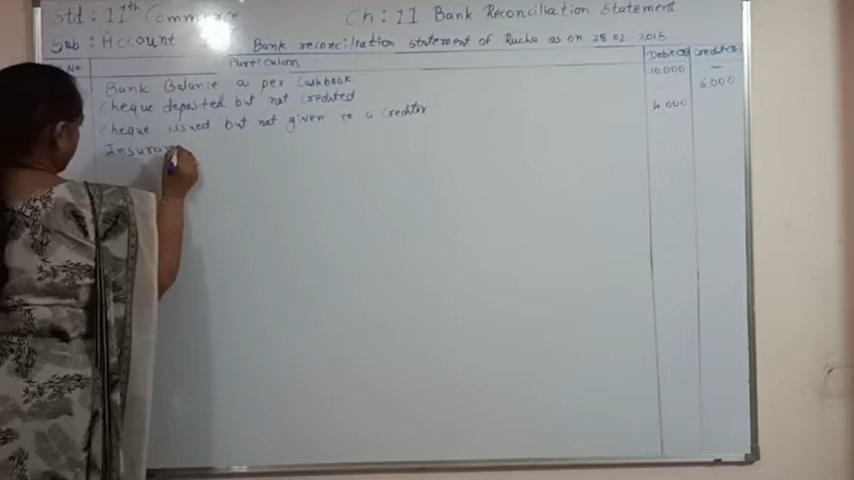 Std : 11th Commerce Ch : 11 Bank Reconciliation Statement
Sub : Account
Bank reconciliation statement of Rucha as on 28-02-2015
No Particulars Debit(₹) Credit(₹)
Bank Balance as per Cashbook 10,000 —
Cheque deposited but not credited 6,000
Cheque issued but not given to a creditor 4,000
Insuran